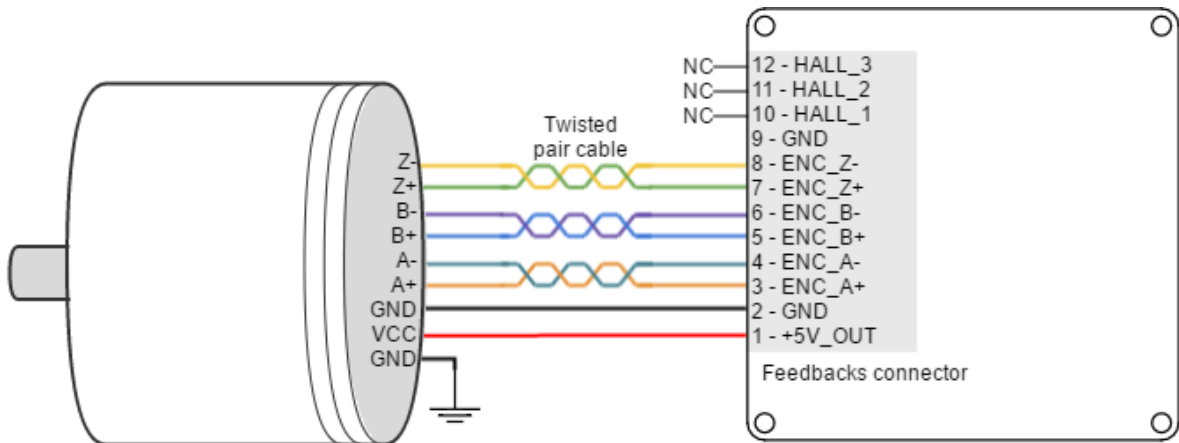 NC
12 - HALL_3
NC
11 - HALL_2
NC
10 - HALL_1
9 - GND
Twisted
pair cable
Z-
8 - ENC_Z-
Z+
7 - ENC_Z+
B-
6 - ENC_B-
B+
5 - ENC_B+
A-
4 - ENC_A-
A+
3 - ENC_A+
GND
2 - GND
VCC
1 - +5V_OUT
GND
Feedbacks connector